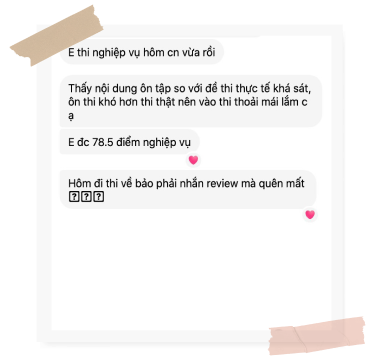 E thi nghiệp vụ hôm cn vừa rồi
Thấy nội dung ôn tập so với đề thi thực tế khá sát,
ôn thi khó hơn thi thật nên vào thi thoải mái lắm c
ạ
E đc 78.5 điểm nghiệp vụ
Hôm đi thi về bảo phải nhắn review mà quên mất